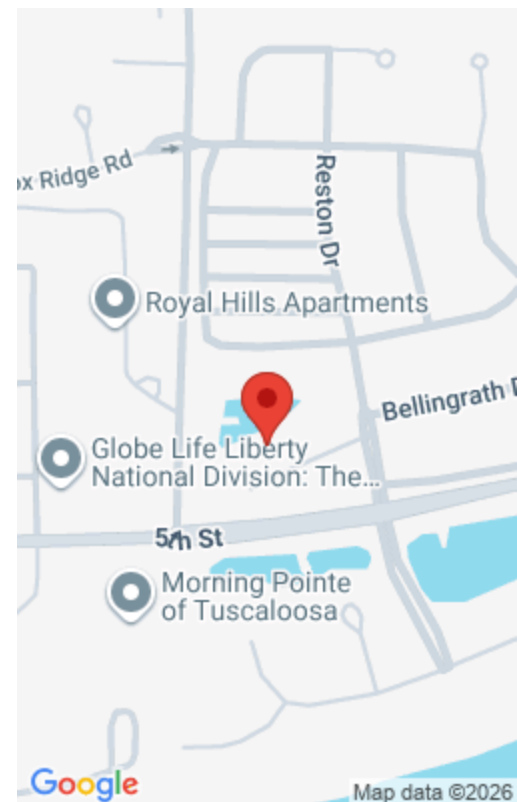 ox Ridge Rd
Reston Dr
Royal Hills Apartments
Bellingrath D
Globe Life Liberty
National Division: The...
5th St
Morning Pointe
of Tuscaloosa
Google
Map data ©2026